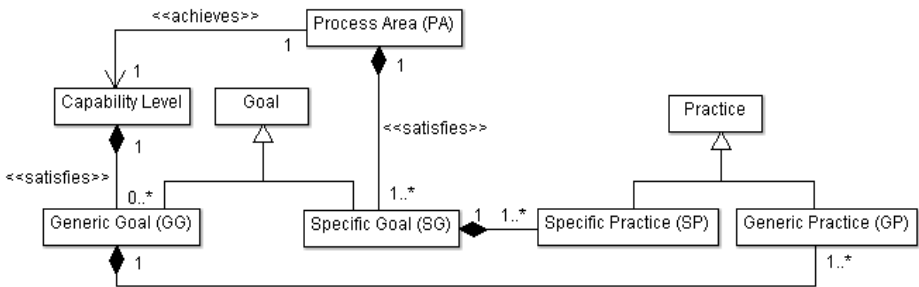 <<achieves>>
Process Area (PA)
1
1
1
Capability Level
Goal
Practice
1
<<satisfies>>
<<satisfies>>
0..*
1..*
Generic Goal (GG)
Specific Goal (SG)
1
1..*
Specific Practice (SP)
Generic Practice (GP)
1
1..*